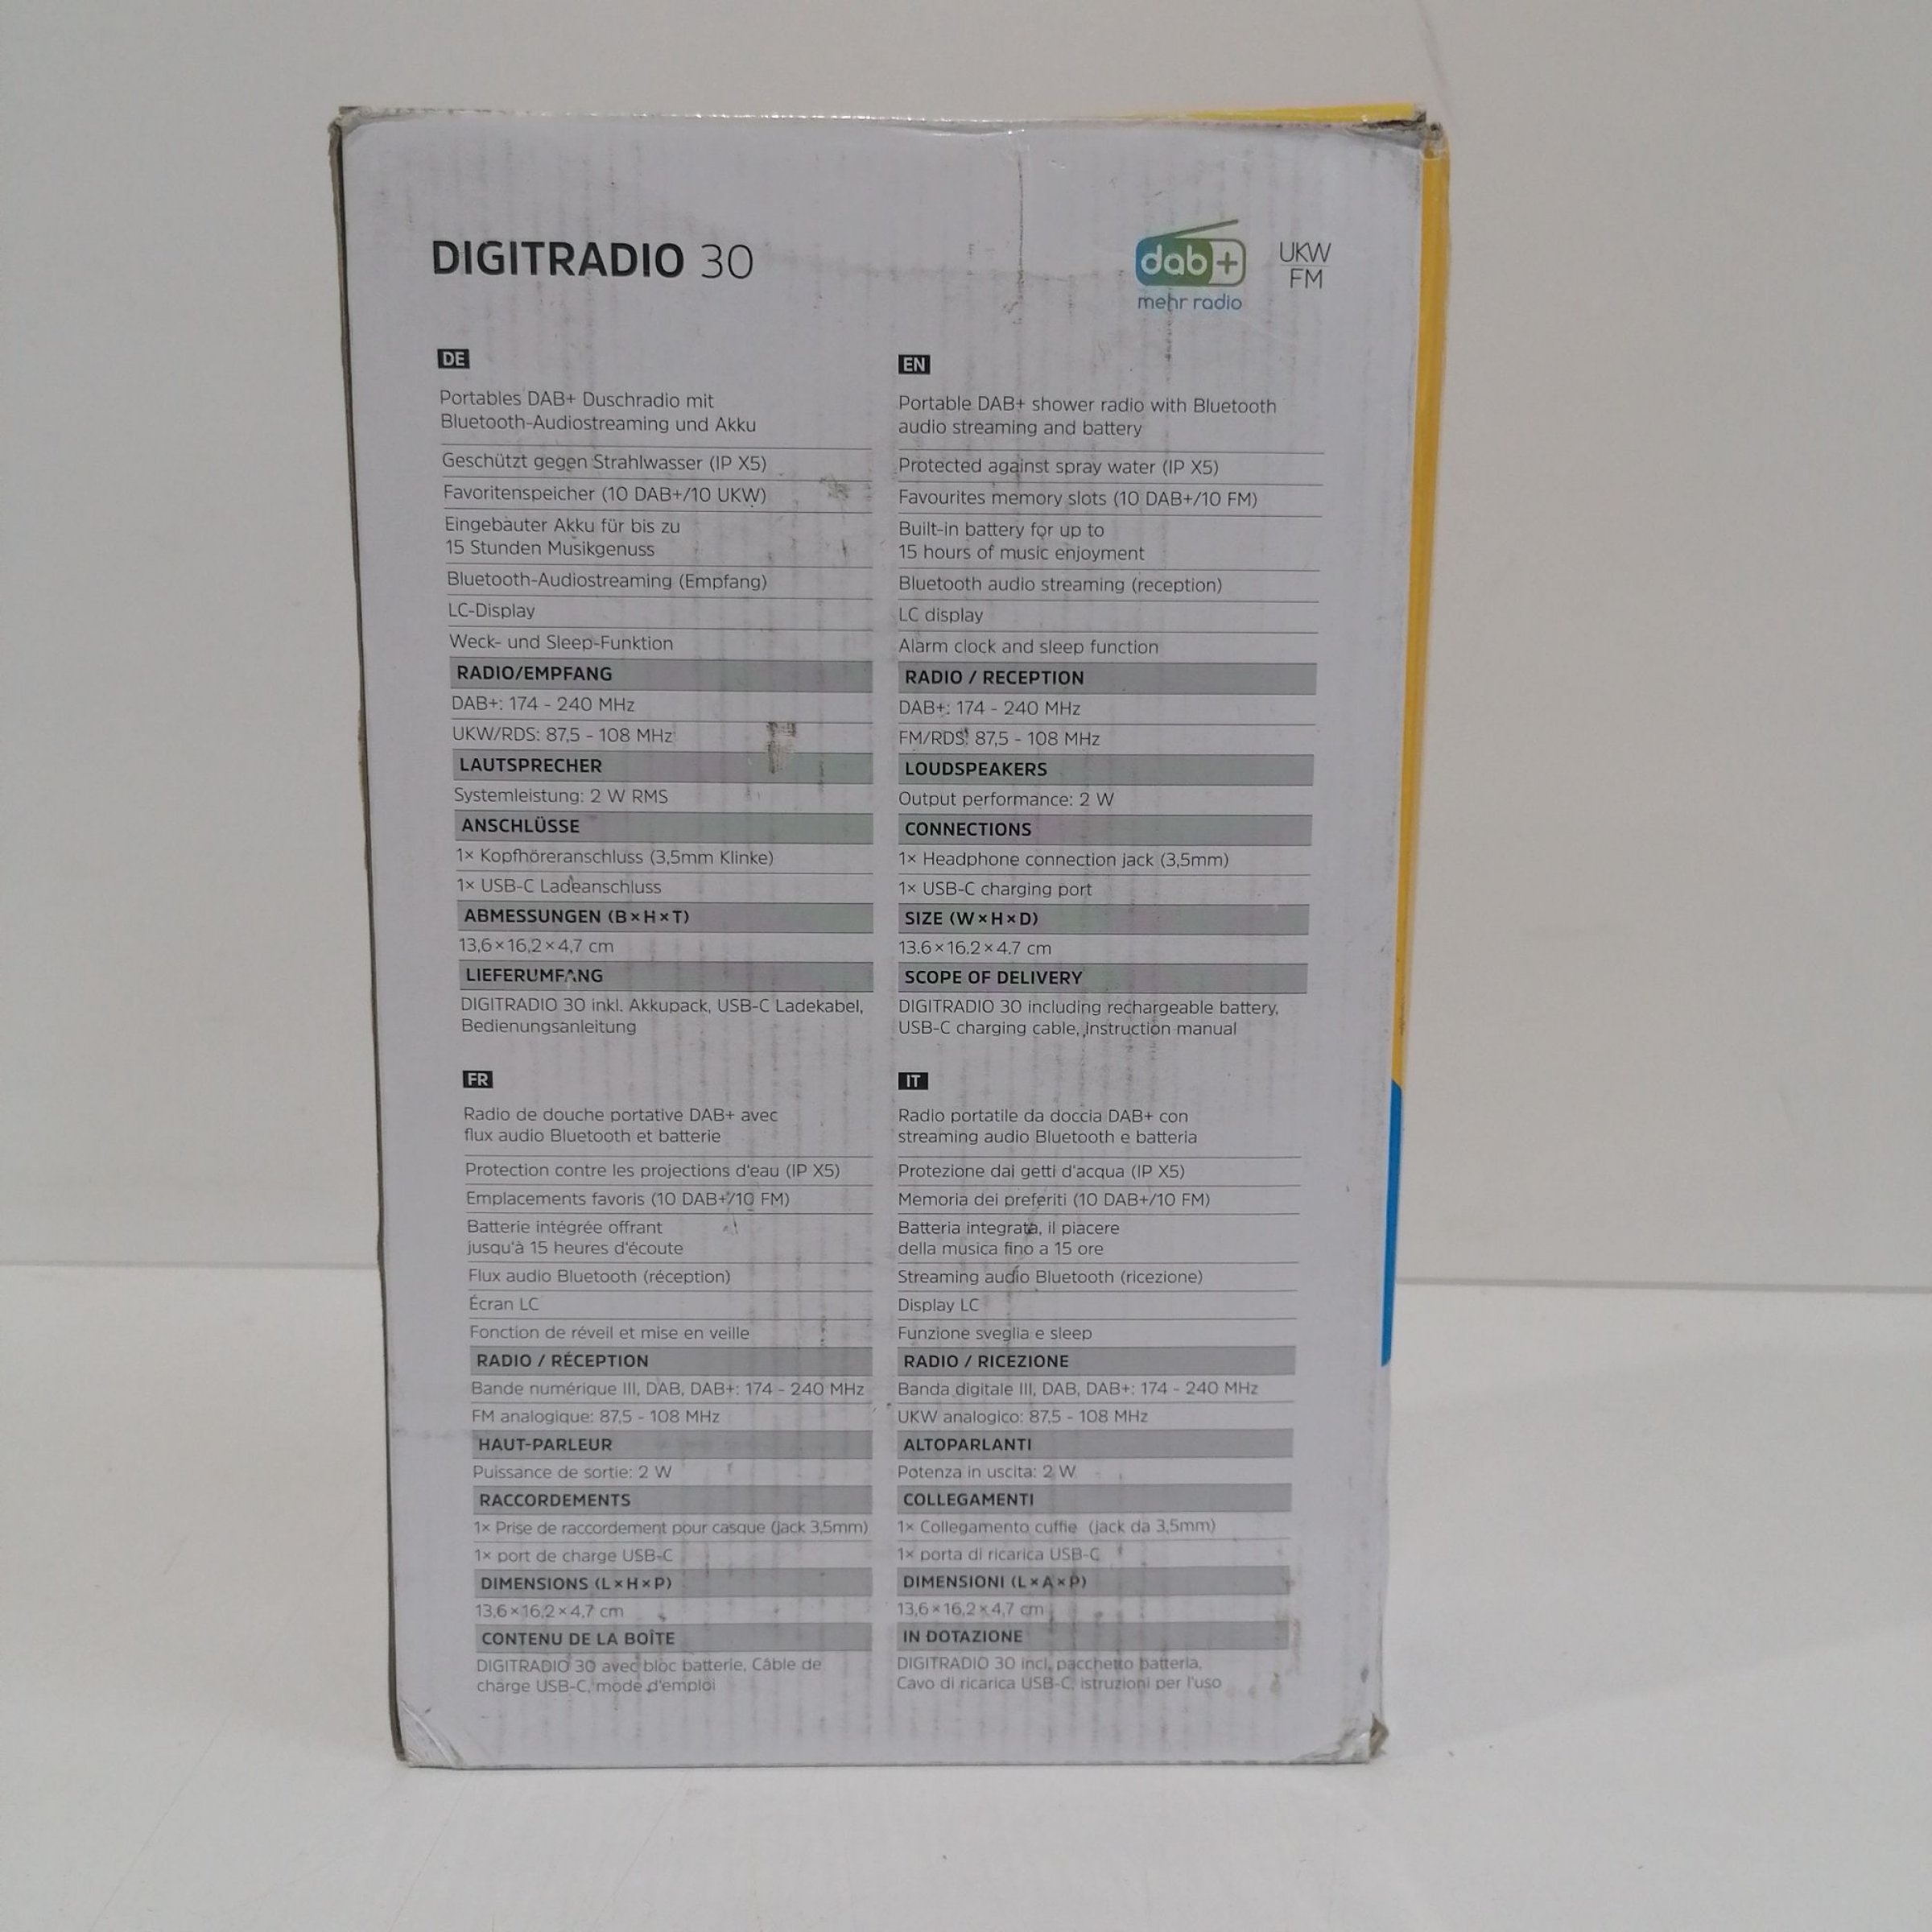 DIGITRADIO 30
dab+
mehr radio
UKW
FM
DE
Portables DAB+ Duschradio mit
Bluetooth-Audiostreaming und Akku
Geschützt gegen Strahlwasser (IP X5)
Favoritenspeicher (10 DAB+/10 UKW)
Eingebauter Akku für bis zu
15 Stunden Musikgenuss
Bluetooth-Audiostreaming (Empfang)
LC-Display
Weck- und Sleep-Funktion
RADIO/EMPFANG
DAB+: 174 - 240 MHz
UKW/RDS: 87,5 - 108 MHz
LAUTSPRECHER
Systemleistung: 2 W RMS
ANSCHLÜSSE
1× Kopfhöreranschluss (3,5mm Klinke)
1× USB-C Ladeanschluss
ABMESSUNGEN (B×H×T)
13,6×16,2×4,7 cm
LIEFERUMFANG
DIGITRADIO 30 inkl. Akkupack, USB-C Ladekabel,
Bedienungsanleitung
EN
Portable DAB+ shower radio with Bluetooth
audio streaming and battery
Protected against spray water (IP X5)
Favourites memory slots (10 DAB+/10 FM)
Built-in battery for up to
15 hours of music enjoyment
Bluetooth audio streaming (reception)
LC display
Alarm clock and sleep function
RADIO / RECEPTION
DAB+: 174 - 240 MHz
FM/RDS: 87,5 - 108 MHz
LOUDSPEAKERS
Output performance: 2 W
CONNECTIONS
1× Headphone connection jack (3,5mm)
1× USB-C charging port
SIZE (W×H×D)
13.6×16.2×4.7 cm
SCOPE OF DELIVERY
DIGITRADIO 30 including rechargeable battery,
USB-C charging cable, instruction manual
FR
Radio de douche portative DAB+ avec
flux audio Bluetooth et batterie
Protection contre les projections d'eau (IP X5)
Emplacements favoris (10 DAB+/10 FM)
Batterie intégrée offrant
jusqu'à 15 heures d'écoute
Flux audio Bluetooth (réception)
Écran LC
Fonction de réveil et mise en veille
RADIO / RÉCEPTION
Bande numérique III, DAB, DAB+: 174 - 240 MHz
FM analogique: 87,5 - 108 MHz
HAUT-PARLEUR
Puissance de sortie: 2 W
RACCORDEMENTS
1× Prise de raccordement pour casque (jack 3,5mm)
1× port de charge USB-C
DIMENSIONS (L×H×P)
13,6×16,2×4,7 cm
CONTENU DE LA BOÎTE
DIGITRADIO 30 avec bloc batterie, Câble de
charge USB-C, mode d'emploi
IT
Radio portatile da doccia DAB+ con
streaming audio Bluetooth e batteria
Protezione dai getti d'acqua (IP X5)
Memoria dei preferiti (10 DAB+/10 FM)
Batteria integrata, il piacere
della musica fino a 15 ore
Streaming audio Bluetooth (ricezione)
Display LC
Funzione sveglia e sleep
RADIO / RICEZIONE
Banda digitale III, DAB, DAB+: 174 - 240 MHz
UKW analogico: 87,5 - 108 MHz
ALTOPARLANTI
Potenza in uscita: 2 W
COLLEGAMENTI
1× Collegamento cuffie (jack da 3,5mm)
1× porta di ricarica USB-C
DIMENSIONI (L×A×P)
13,6×16,2×4,7 cm
IN DOTAZIONE
DIGITRADIO 30 incl. pacchetto batteria,
Cavo di ricarica USB-C, istruzioni per l'uso